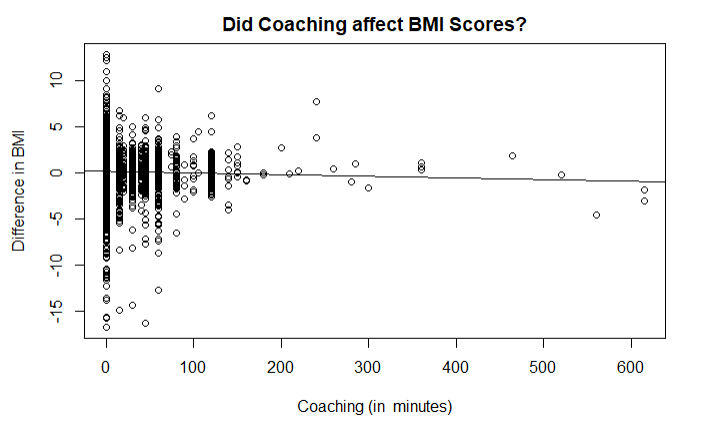 Did Coaching affect BMI Scores?
Difference in BMI
10
5
0
-5
-10
-15
0 100 200 300 400 500 600
Coaching (in minutes)